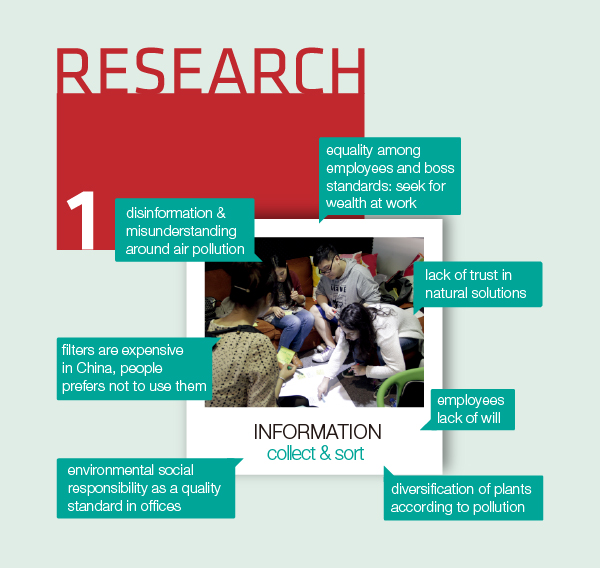 RESEARCH
1
equality among
employees and boss
standards: seek for
wealth at work
disinformation &
misunderstanding
around air pollution
lack of trust in
natural solutions
filters are expensive
in China, people
prefers not to use them
employees
lack of will
INFORMATION
collect & sort
environmental social
responsibility as a quality
standard in offices
diversification of plants
according to pollution